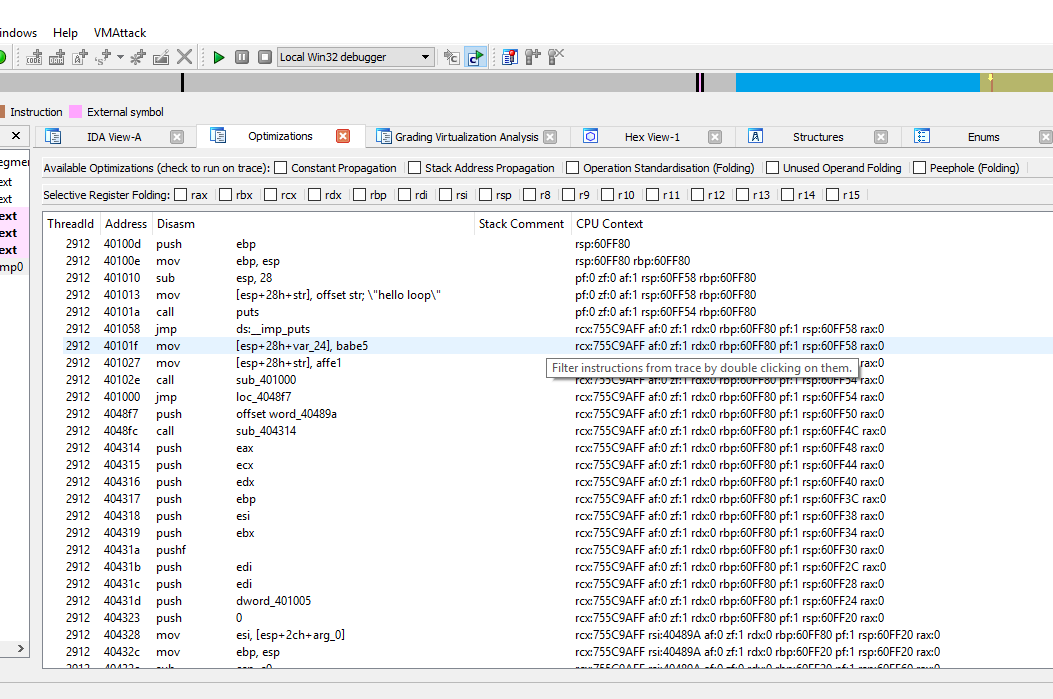 indows Help VMAttack
Local Win32 debugger
Instruction External symbol
IDA View-A Optimizations Grading Virtualization Analysis Hex View-1 Structures Enums
egmen Available Optimizations (check to run on trace): Constant Propagation Stack Address Propagation Operation Standardisation (Folding) Unused Operand Folding Peephole (Folding)
ext
ext Selective Register Folding: rax rbx rcx rdx rbp rdi rsi rsp r8 r9 r10 r11 r12 r13 r14 r15
ext
ext
ext
mp0
ThreadId Address Disasm Stack Comment CPU Context
2912 40100d push ebp rsp:60FF80
2912 40100e mov ebp, esp rsp:60FF80 rbp:60FF80
2912 401010 sub esp, 28 pf:0 zf:0 af:1 rsp:60FF58 rbp:60FF80
2912 401013 mov [esp+28h+str], offset str; \"hello loop\" pf:0 zf:0 af:1 rsp:60FF58 rbp:60FF80
2912 40101a call puts pf:0 zf:0 af:1 rsp:60FF54 rbp:60FF80
2912 401058 jmp ds:__imp_puts rcx:755C9AFF af:0 zf:1 rdx:0 rbp:60FF80 pf:1 rsp:60FF58 rax:0
2912 40101f mov [esp+28h+var_24], babe5 rcx:755C9AFF af:0 zf:1 rdx:0 rbp:60FF80 pf:1 rsp:60FF58 rax:0
2912 401027 mov [esp+28h+str], affe1 rax:0
Filter instructions from trace by double clicking on them.
2912 40102e call sub_401000 rcx:755C9AFF af:0 zf:1 rdx:0 rbp:60FF80 pf:1 rsp:60FF54 rax:0
2912 401000 jmp loc_4048f7 rcx:755C9AFF af:0 zf:1 rdx:0 rbp:60FF80 pf:1 rsp:60FF54 rax:0
2912 4048f7 push offset word_40489a rcx:755C9AFF af:0 zf:1 rdx:0 rbp:60FF80 pf:1 rsp:60FF50 rax:0
2912 4048fc call sub_404314 rcx:755C9AFF af:0 zf:1 rdx:0 rbp:60FF80 pf:1 rsp:60FF4C rax:0
2912 404314 push eax rcx:755C9AFF af:0 zf:1 rdx:0 rbp:60FF80 pf:1 rsp:60FF48 rax:0
2912 404315 push ecx rcx:755C9AFF af:0 zf:1 rdx:0 rbp:60FF80 pf:1 rsp:60FF44 rax:0
2912 404316 push edx rcx:755C9AFF af:0 zf:1 rdx:0 rbp:60FF80 pf:1 rsp:60FF40 rax:0
2912 404317 push ebp rcx:755C9AFF af:0 zf:1 rdx:0 rbp:60FF80 pf:1 rsp:60FF3C rax:0
2912 404318 push esi rcx:755C9AFF af:0 zf:1 rdx:0 rbp:60FF80 pf:1 rsp:60FF38 rax:0
2912 404319 push ebx rcx:755C9AFF af:0 zf:1 rdx:0 rbp:60FF80 pf:1 rsp:60FF34 rax:0
2912 40431a pushf rcx:755C9AFF af:0 zf:1 rdx:0 rbp:60FF80 pf:1 rsp:60FF30 rax:0
2912 40431b push edi rcx:755C9AFF af:0 zf:1 rdx:0 rbp:60FF80 pf:1 rsp:60FF2C rax:0
2912 40431c push edi rcx:755C9AFF af:0 zf:1 rdx:0 rbp:60FF80 pf:1 rsp:60FF28 rax:0
2912 40431d push dword_401005 rcx:755C9AFF af:0 zf:1 rdx:0 rbp:60FF80 pf:1 rsp:60FF24 rax:0
2912 404323 push 0 rcx:755C9AFF af:0 zf:1 rdx:0 rbp:60FF80 pf:1 rsp:60FF20 rax:0
2912 404328 mov esi, [esp+2ch+arg_0] rcx:755C9AFF rsi:40489A af:0 zf:1 rdx:0 rbp:60FF80 pf:1 rsp:60FF20 rax:0
2912 40432c mov ebp, esp rcx:755C9AFF rsi:40489A af:0 zf:1 rdx:0 rbp:60FF20 pf:1 rsp:60FF20 rax:0